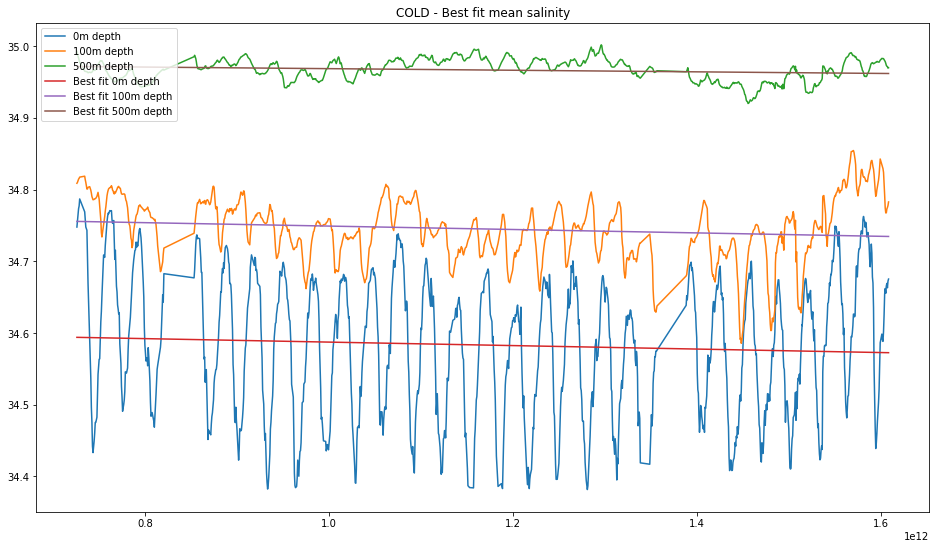 COLD - Best fit mean salinity
0m depth
100m depth
500m depth
Best fit 0m depth
Best fit 100m depth
Best fit 500m depth
35.0
34.9
34.8
34.7
34.6
34.5
34.4
0.8 1.0 1.2 1.4 1.6
1e12